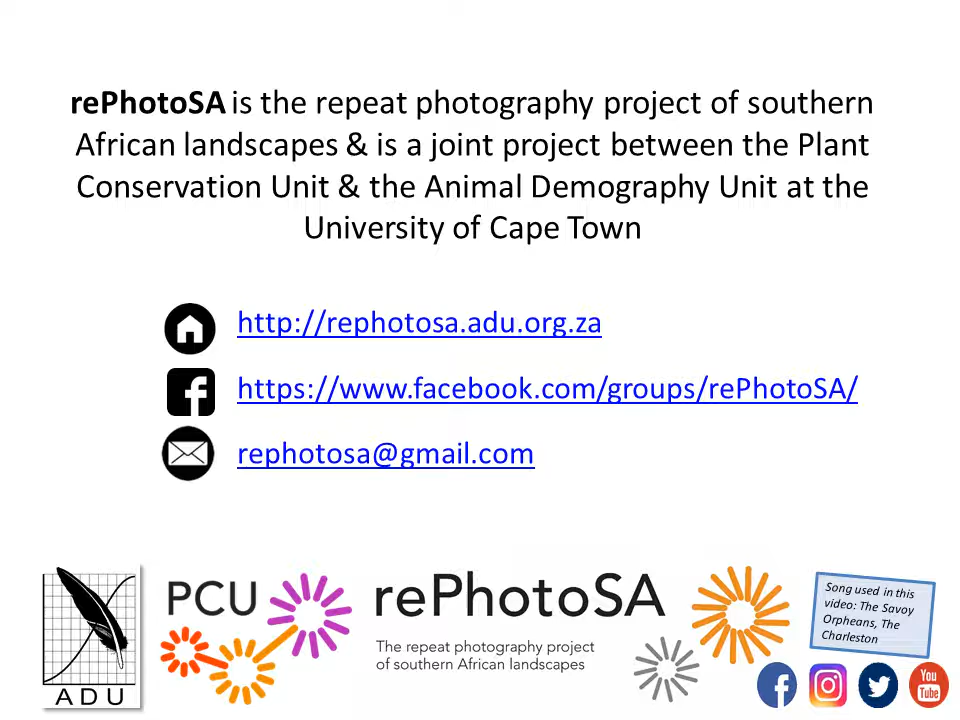 rePhotoSA is the repeat photography project of southern
African landscapes & is a joint project between the Plant
Conservation Unit & the Animal Demography Unit at the
University of Cape Town
http://rephotosa.adu.org.za
https://www.facebook.com/groups/rePhotoSA/
rephotosa@gmail.com
ADU
PCU
rePhotoSA
The repeat photography project
of southern African landscapes
Song used in this
video: The Savoy
Orpheans, The
Charleston
You
Tube